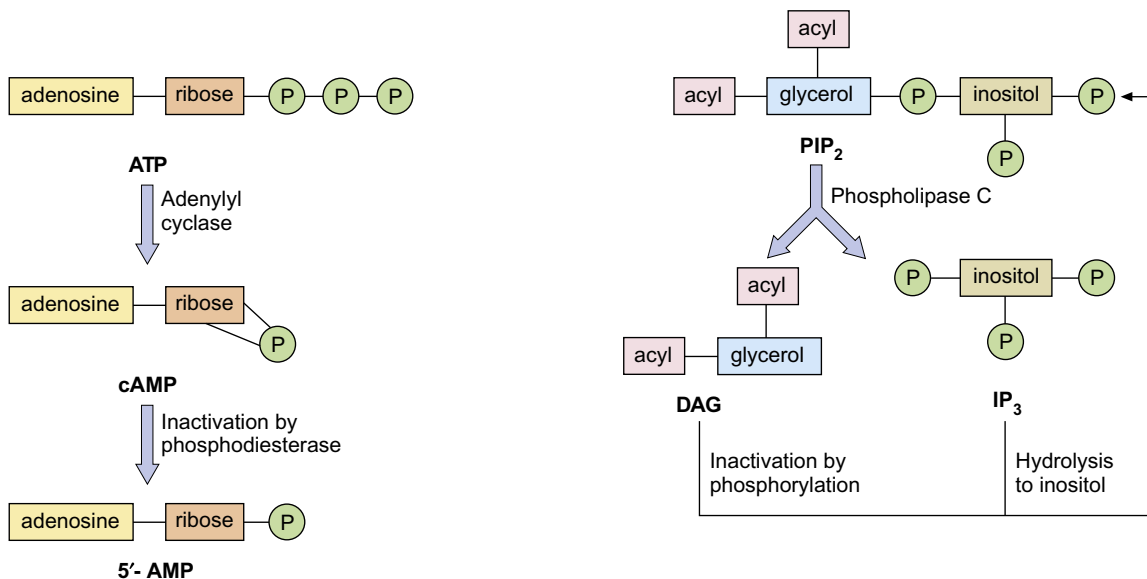 adenosine ribose P P P
ATP
Adenylyl
cyclase
adenosine ribose
P
cAMP
Inactivation by
phosphodiesterase
adenosine ribose P
5′- AMP
acyl
acyl glycerol P inositol P
P
PIP₂
Phospholipase C
acyl
acyl glycerol
DAG
P inositol P
P
IP₃
Inactivation by
phosphorylation
Hydrolysis
to inositol